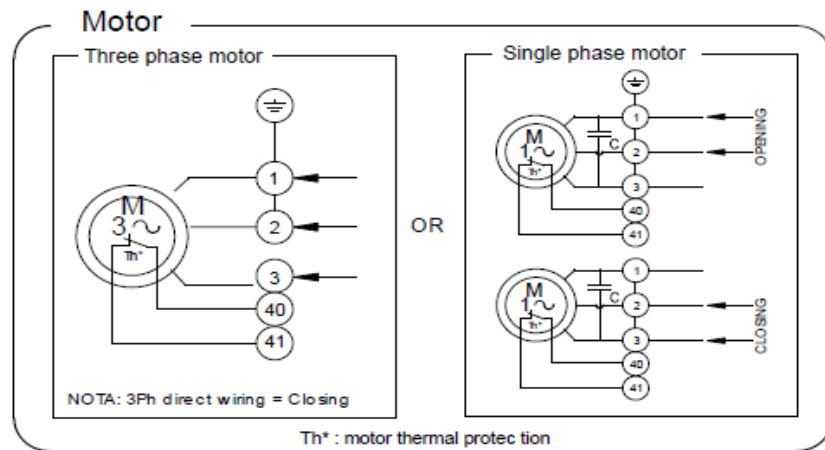 Motor
Three phase motor
1
2
3
40
41
M
3
Th*
NOTA: 3Ph direct wiring = Closing
OR
Single phase motor
1
2
3
40
41
M
1
Th*
C
OPENING
1
2
3
40
41
M
1
Th*
C
CLOSING
Th* : motor thermal protec tion